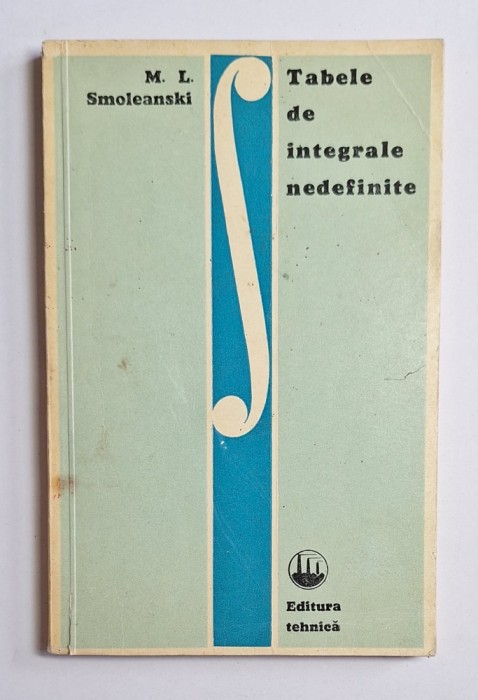 M. L.
Smoleanski
Tabele
de
integrale
nedefinite
Editura
tehnică